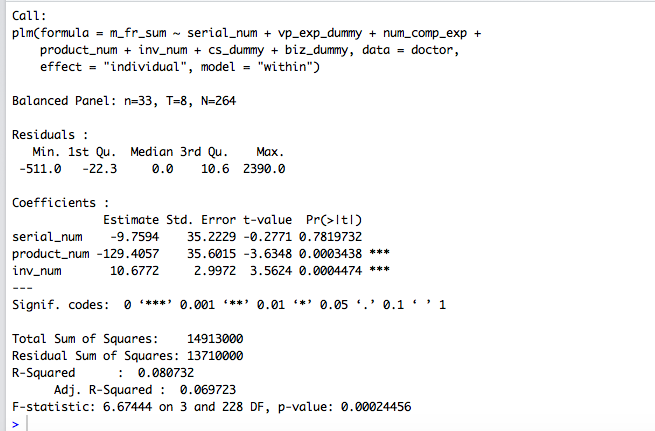 Call:
plm(formula = m_fr_sum ~ serial_num + vp_exp_dummy + num_comp_exp +
    product_num + inv_num + cs_dummy + biz_dummy, data = doctor,
    effect = "individual", model = "within")

Balanced Panel: n=33, T=8, N=264

Residuals :
   Min. 1st Qu.  Median 3rd Qu.    Max.
 -511.0   -22.3     0.0    10.6  2390.0

Coefficients :
             Estimate Std. Error t-value  Pr(>|t|)
serial_num    -9.7594    35.2229 -0.2771 0.7819732
product_num -129.4057    35.6015 -3.6348 0.0003438 ***
inv_num       10.6772     2.9972  3.5624 0.0004474 ***
---
Signif. codes:  0 ‘***’ 0.001 ‘**’ 0.01 ‘*’ 0.05 ‘.’ 0.1 ‘ ’ 1

Total Sum of Squares:    14913000
Residual Sum of Squares: 13710000
R-Squared      :  0.080732
      Adj. R-Squared :  0.069723
F-statistic: 6.67444 on 3 and 228 DF, p-value: 0.00024456
>